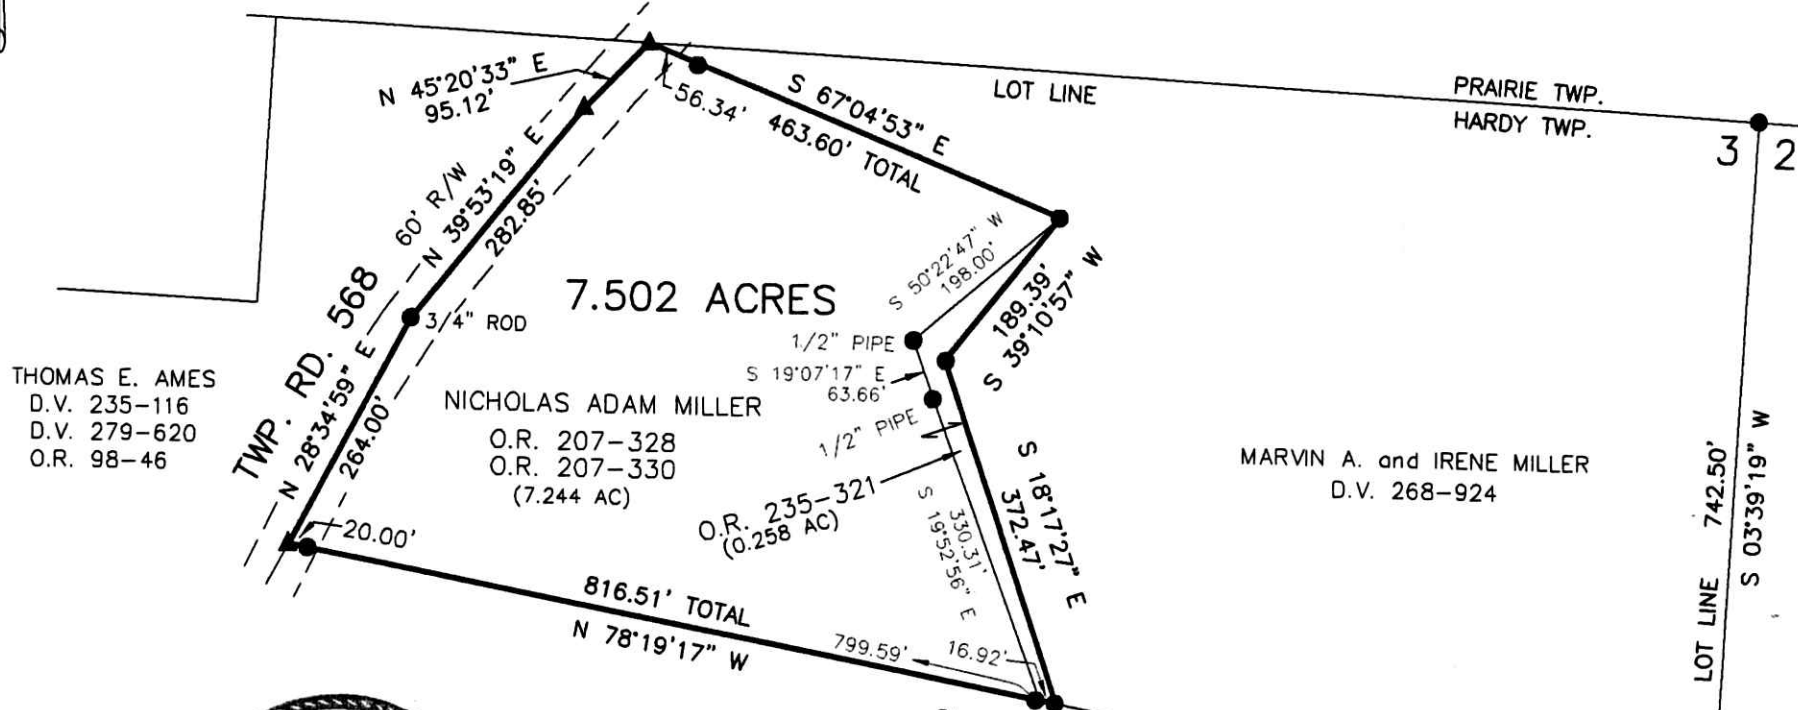 N 45°20'33" E
95.12'
56.34'
S 67°04'53" E
463.60' TOTAL
LOT LINE
PRAIRIE TWP.
HARDY TWP.
3
2
60' R/W
N 39°53'19" E
282.85'
S 50°22'47" W
198.00'
189.39'
S 39°10'57" W
7.502 ACRES
TWP. RD. 568
3/4" ROD
1/2" PIPE
S 19°07'17" E
63.66'
1/2" PIPE
THOMAS E. AMES
D.V. 235-116
D.V. 279-620
O.R. 98-46
N 28°34'59" E
264.00'
NICHOLAS ADAM MILLER
O.R. 207-328
O.R. 207-330
(7.244 AC)
O.R. 235-321
(0.258 AC)
S 18°17'27" E
372.47'
330.31'
S 19°52'56" E
MARVIN A. and IRENE MILLER
D.V. 268-924
LOT LINE 742.50'
S 03°39'19" W
20.00'
816.51' TOTAL
N 78°19'17" W
799.59'
16.92'